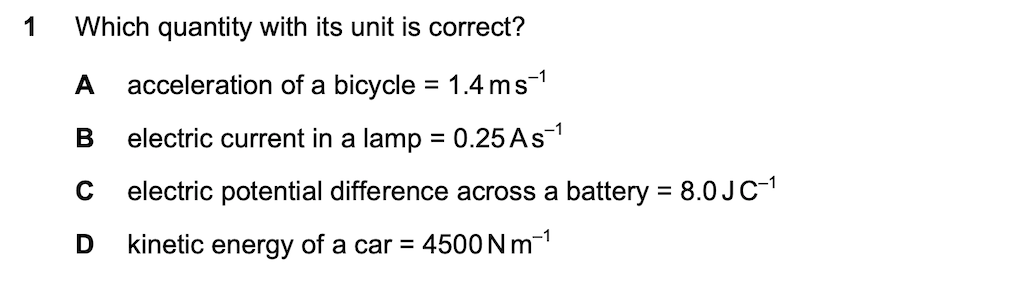 1 Which quantity with its unit is correct?
A acceleration of a bicycle = 1.4 m s⁻¹
B electric current in a lamp = 0.25 A s⁻¹
C electric potential difference across a battery = 8.0 J C⁻¹
D kinetic energy of a car = 4500 N m⁻¹